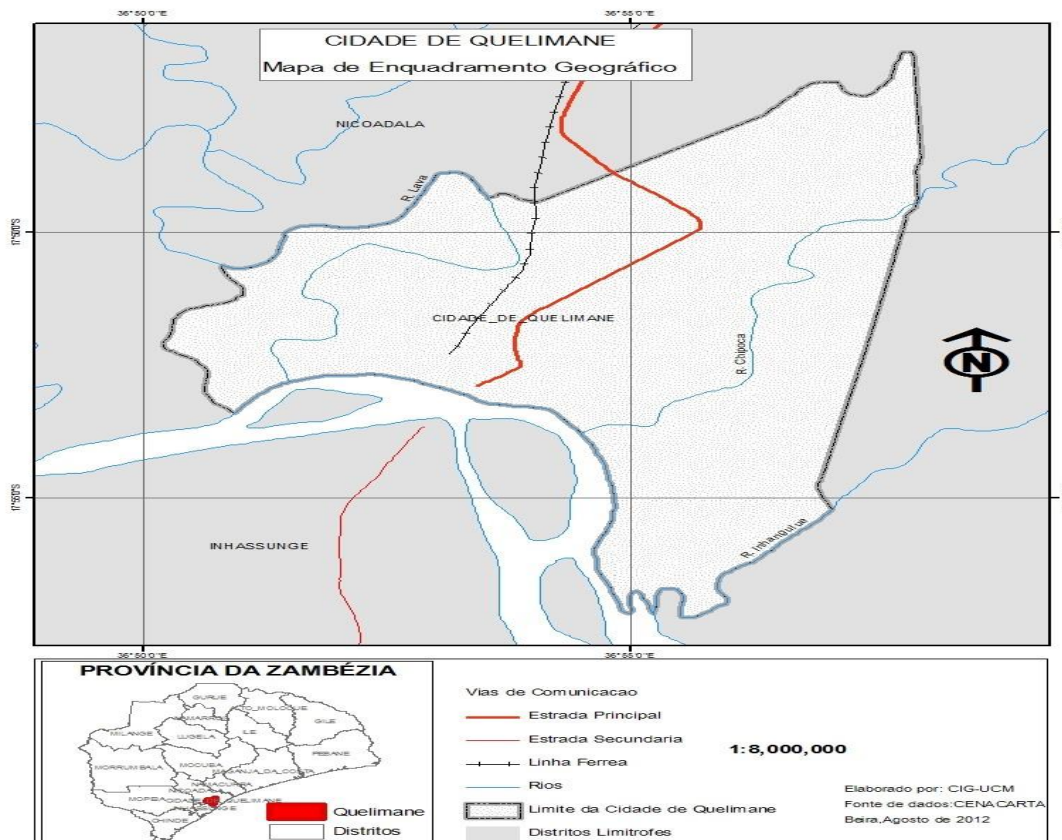 36°50'0"E 36°55'0"E
CIDADE DE QUELIMANE
Mapa de Enquadramento Geográfico
NICOADALA
R. Lava
CIDADE_DE_QUELIMANE
R. Chipoca
N
INHASSUNGE
36°50'0"E 36°55'0"E
PROVÍNCIA DA ZAMBÉZIA
GURUE
GILE
MILANGE
LUGELA
ILE
PEBANE
MORRUMBALA
MOCUBA
MAGANJA_DA_COSTA
NAMACURRA
NICOADALA
MOPEIA
CHINDE
Quelimane
Distritos
Vias de Comunicacao
Estrada Principal
Estrada Secundaria
Linha Ferrea
Rios
Limite da Cidade de Quelimane
Distritos Limitrofes
1:8,000,000
Elaborado por: CIG-UCM
Fonte de dados:CENACARTA
Beira,Agosto de 2012